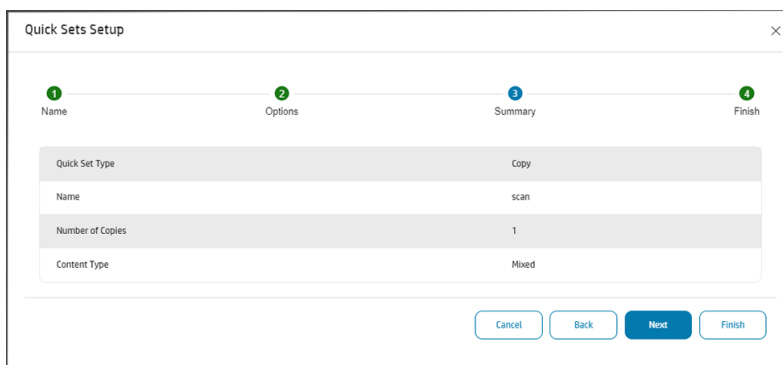 Quick Sets Setup
1 2 3 4
Name Options Summary Finish
Quick Set Type Copy
Name scan
Number of Copies 1
Content Type Mixed
Cancel Back Next Finish